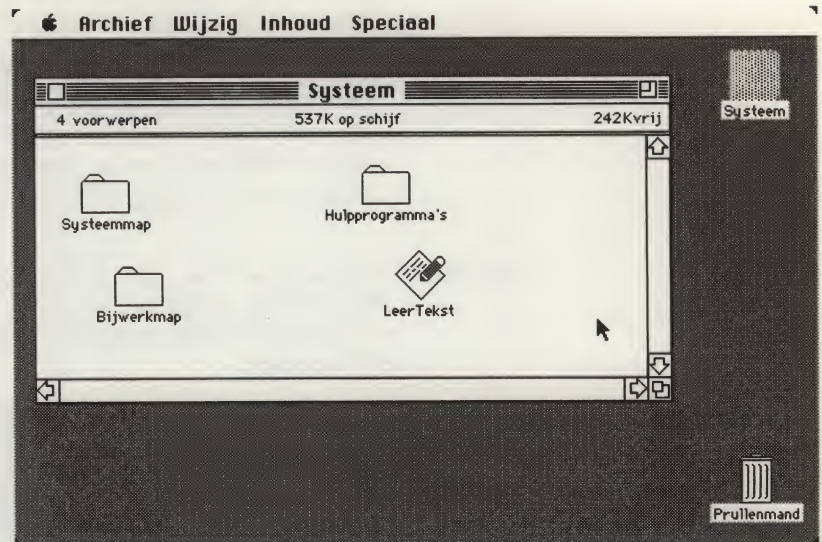 Archief Wijzig Inhoud Speciaal
Systeem
4 voorwerpen 537K op schijf 242Kvrij
Systeemmap
Hulpprogramma's
Bijwerkmap
LeerTekst
Systeem
Prullenmand